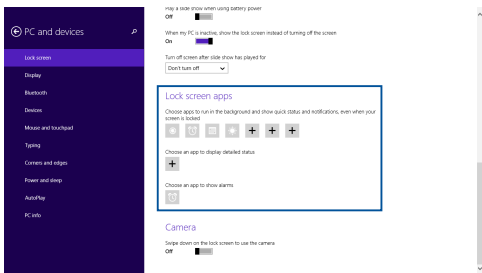 PC and devices
Lock screen
Display
Bluetooth
Devices
Mouse and touchpad
Typing
Corners and edges
Power and sleep
AutoPlay
PC info
Play a slide show when using battery power
Off
When my PC is inactive, show the lock screen instead of turning off the screen
On
Turn off screen after slide show has played for
Don't turn off
Lock screen apps
Choose apps to run in the background and show quick status and notifications, even when your
screen is locked
Choose an app to display detailed status
Choose an app to show alarms
Camera
Swipe down on the lock screen to use the camera
Off